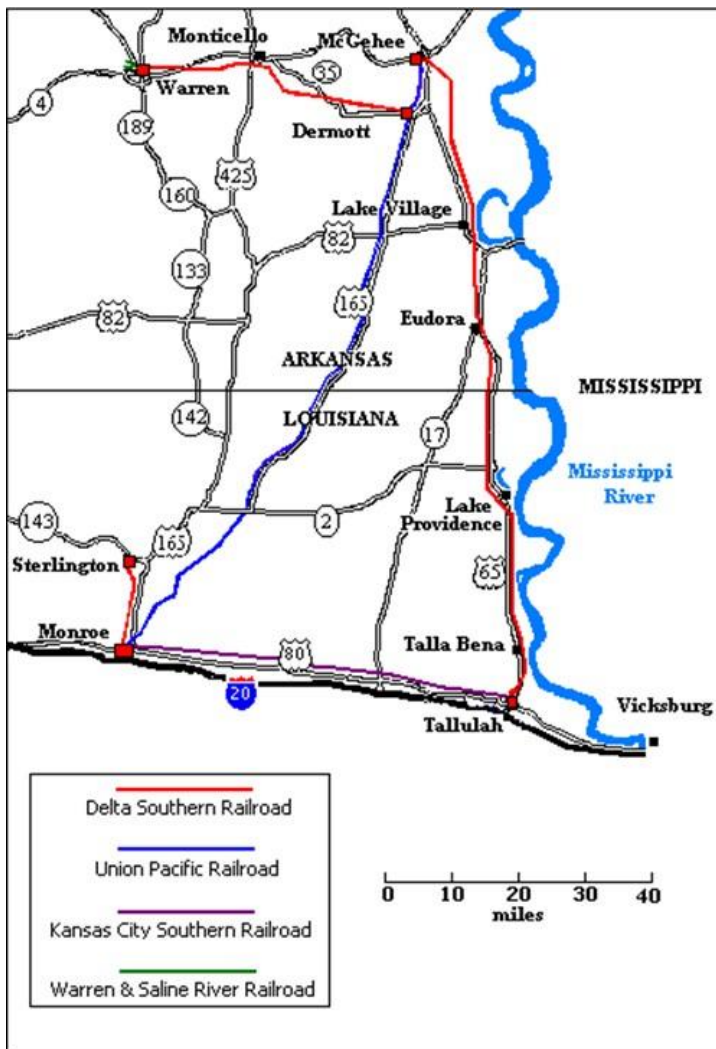 Monticello
McGehee
35
Warren
4
Dermott
189
425
160
Lake Village
82
133
165
82
Eudora
ARKANSAS
MISSISSIPPI
LOUISIANA
142
17
Mississippi
River
143
2
Lake
Providence
165
Sterlington
65
Monroe
80
Talla Bena
20
Vicksburg
Tallulah
Delta Southern Railroad
Union Pacific Railroad
Kansas City Southern Railroad
Warren & Saline River Railroad
0 10 20 30 40
miles